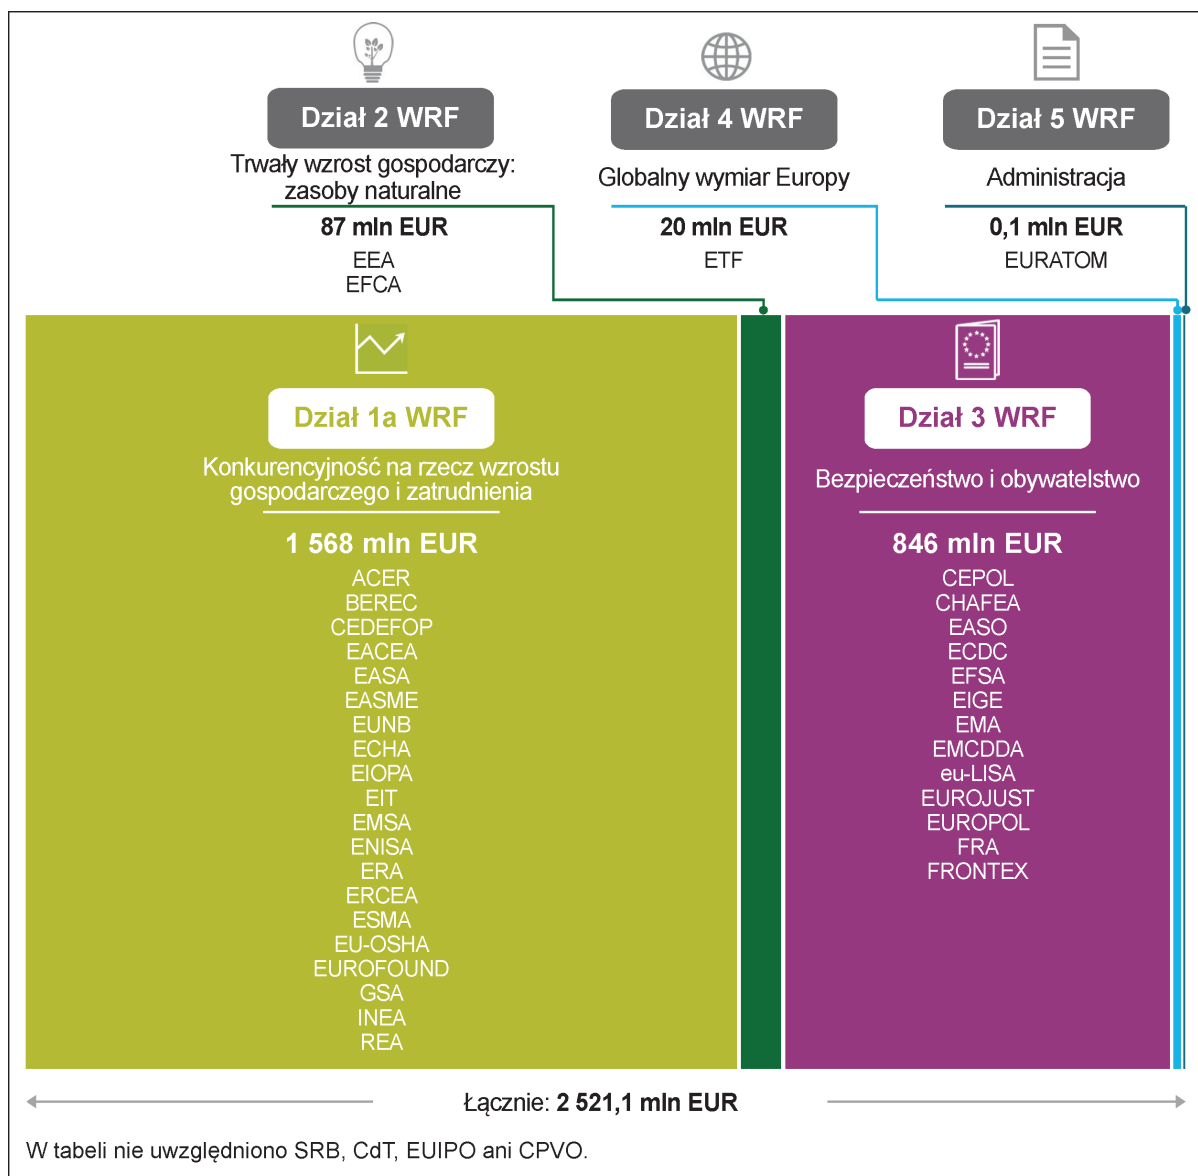 Dział 2 WRF
Trwały wzrost gospodarczy:
zasoby naturalne
87 mln EUR
EEA
EFCA
Dział 4 WRF
Globalny wymiar Europy
20 mln EUR
ETF
Dział 5 WRF
Administracja
0,1 mln EUR
EURATOM
Dział 1a WRF
Konkurencyjność na rzecz wzrostu
gospodarczego i zatrudnienia
1 568 mln EUR
ACER
BEREC
CEDEFOP
EACEA
EASA
EASME
EUNB
ECHA
EIOPA
EIT
EMSA
ENISA
ERA
ERCEA
ESMA
EU-OSHA
EUROFOUND
GSA
INEA
REA
Dział 3 WRF
Bezpieczeństwo i obywatelstwo
846 mln EUR
CEPOL
CHAFEA
EASO
ECDC
EFSA
EIGE
EMA
EMCDDA
eu-LISA
EUROJUST
EUROPOL
FRA
FRONTEX
Łącznie: 2 521,1 mln EUR
W tabeli nie uwzględniono SRB, CdT, EUIPO ani CPVO.